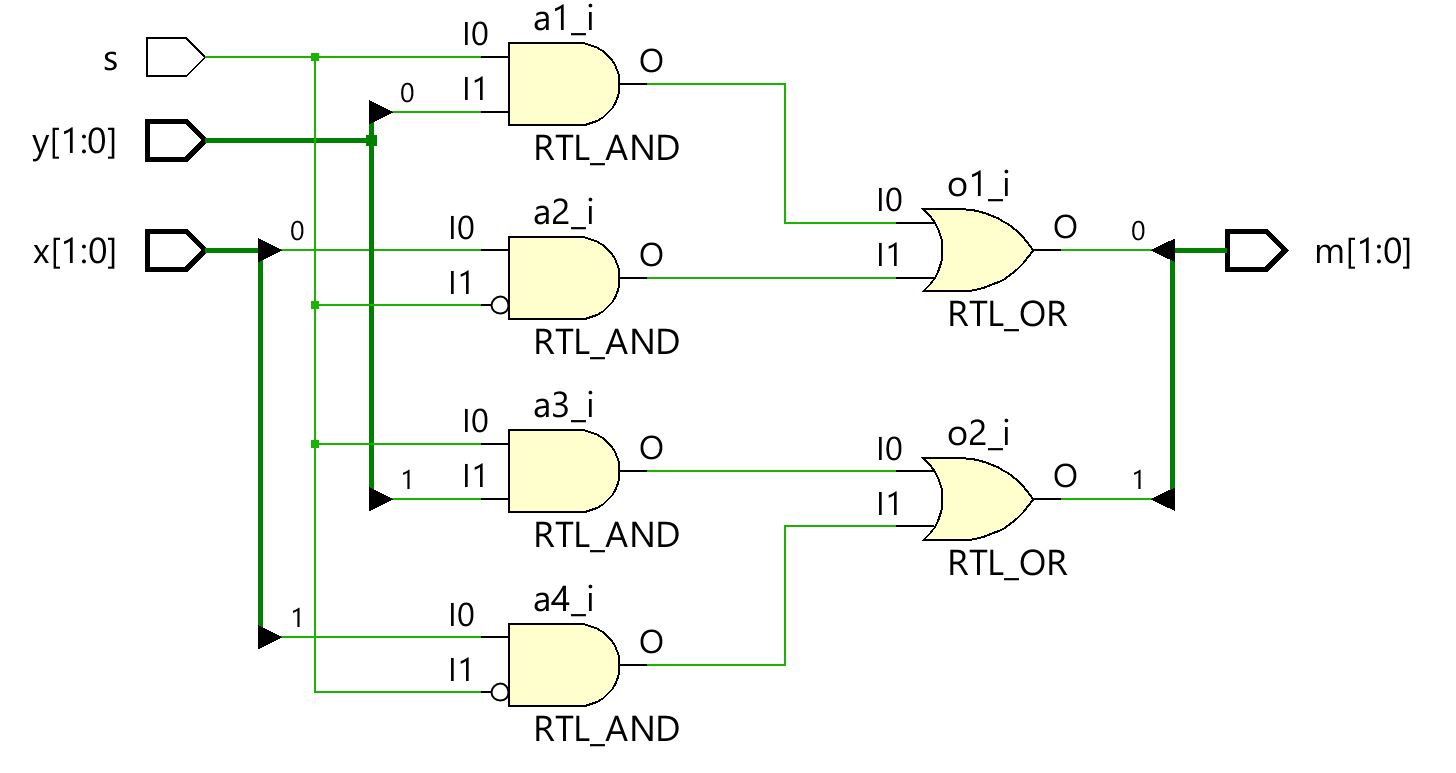 a1_i
s
I0
O
I1
0
y[1:0]
RTL_AND
a2_i
x[1:0]
0
I0
O
I1
RTL_AND
o1_i
I0
O
0
m[1:0]
I1
RTL_OR
a3_i
I0
O
1
I1
RTL_AND
o2_i
I0
O
1
I1
RTL_OR
a4_i
1
I0
O
I1
RTL_AND